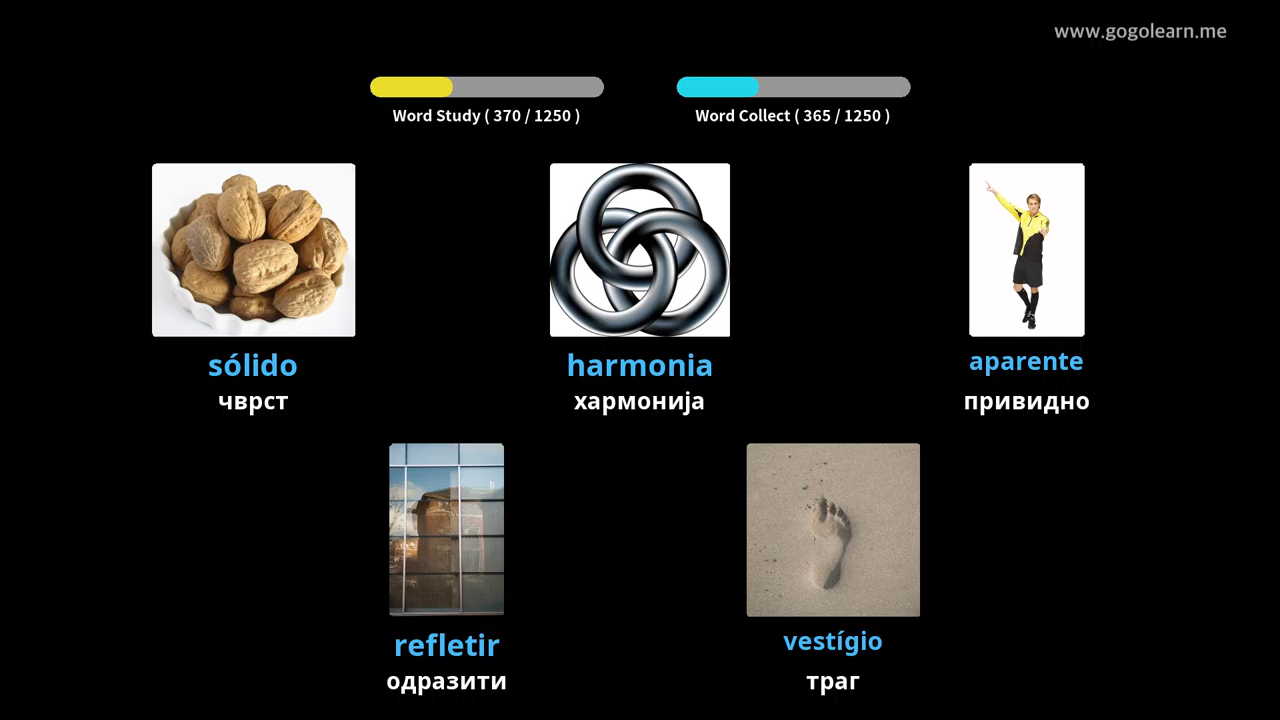 www.gogolearn.me
Word Study ( 370 / 1250 )
Word Collect ( 365 / 1250 )
sólido
чврст
harmonia
хармонија
aparente
привидно
refletir
одразити
vestígio
траг